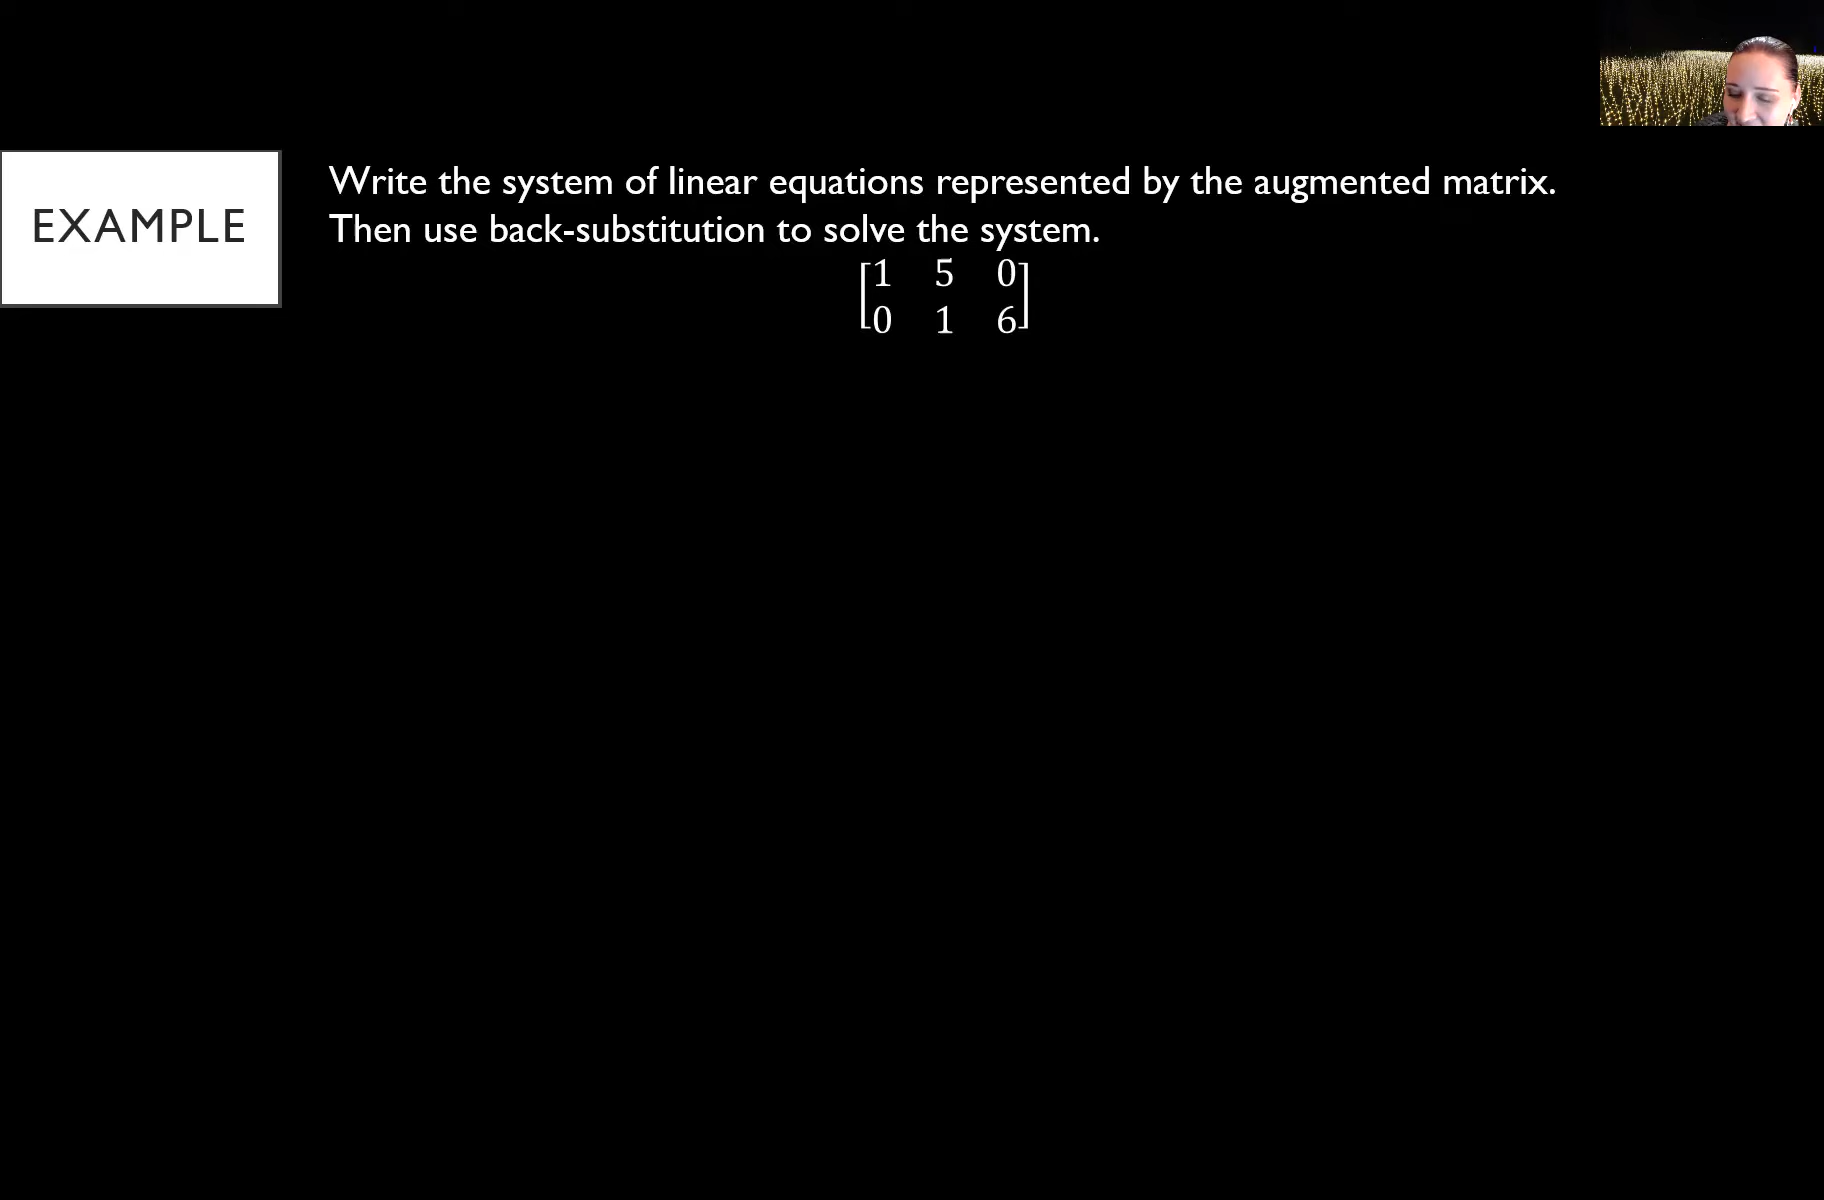 EXAMPLE
Write the system of linear equations represented by the augmented matrix.
Then use back-substitution to solve the system.
[1 5 0]
[0 1 6]